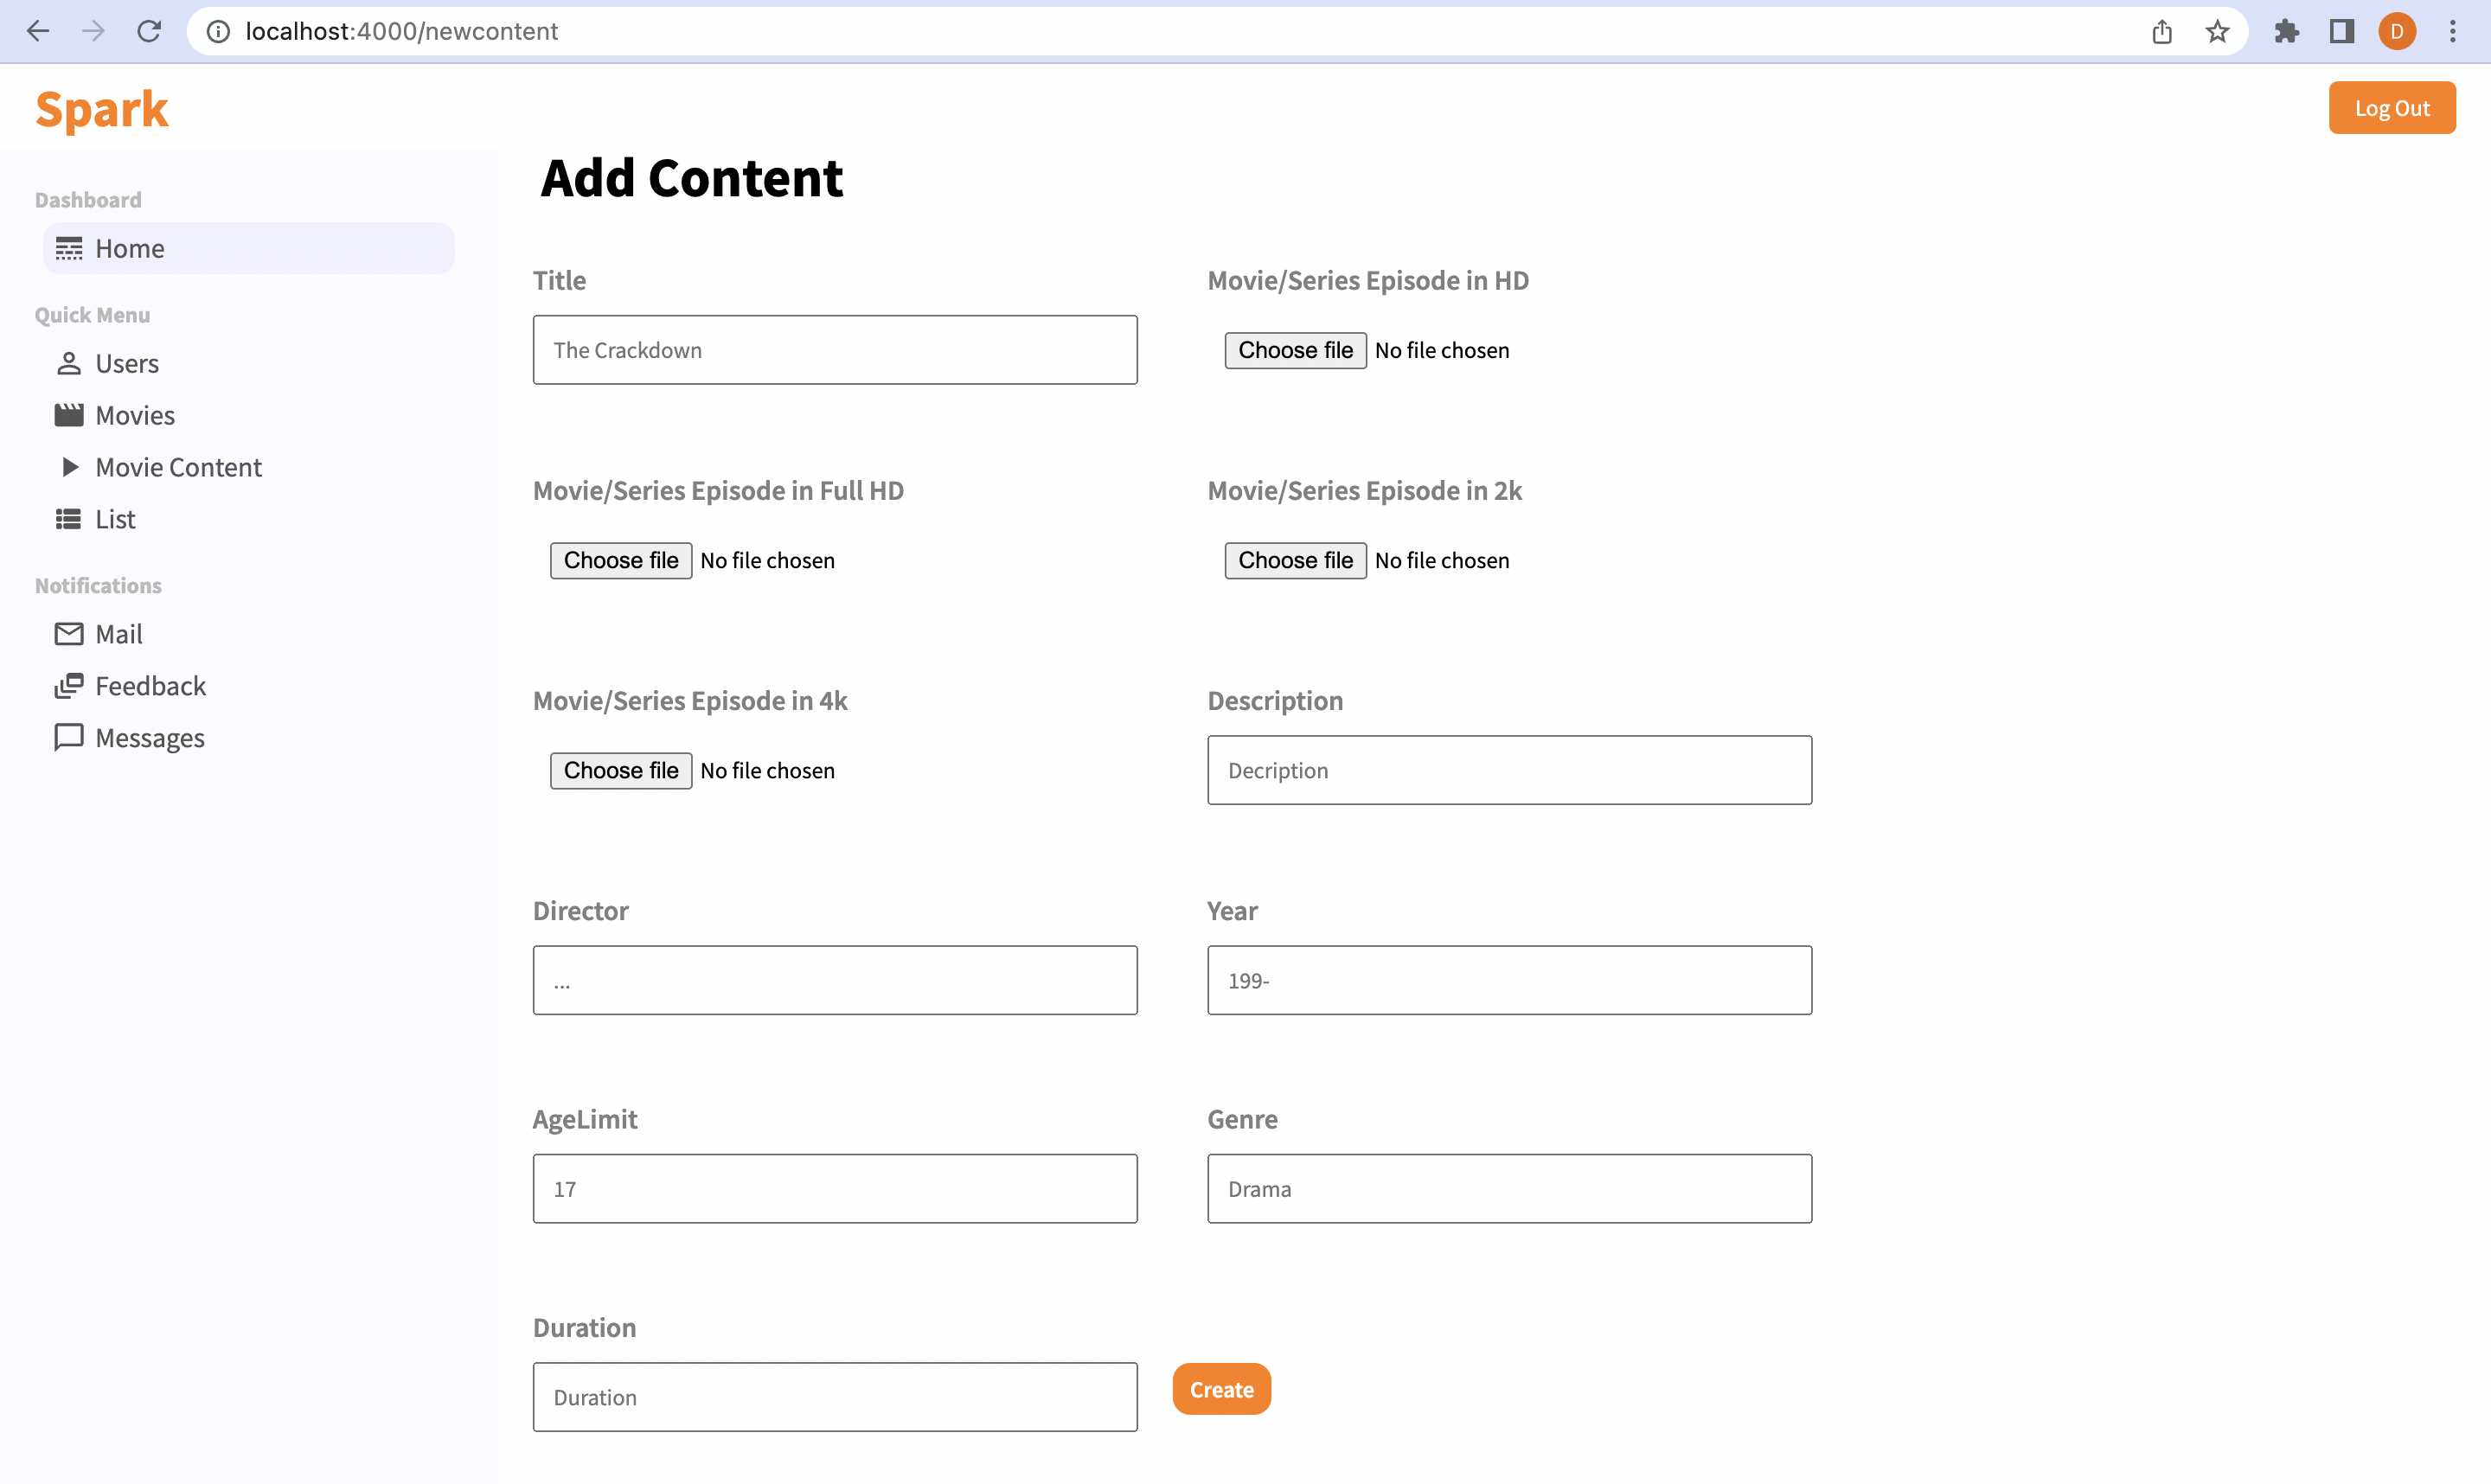 localhost:4000/newcontent
D
Spark
Log Out
Dashboard
Home
Quick Menu
Users
Movies
Movie Content
List
Notifications
Mail
Feedback
Messages
Add Content
Title
The Crackdown
Movie/Series Episode in HD
Choose file No file chosen
Movie/Series Episode in Full HD
Choose file No file chosen
Movie/Series Episode in 2k
Choose file No file chosen
Movie/Series Episode in 4k
Choose file No file chosen
Description
Decription
Director
...
Year
199-
AgeLimit
17
Genre
Drama
Duration
Duration
Create